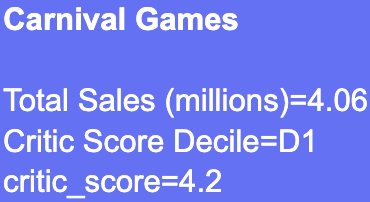 Carnival Games
Total Sales (millions)=4.06
Critic Score Decile=D1
critic_score=4.2